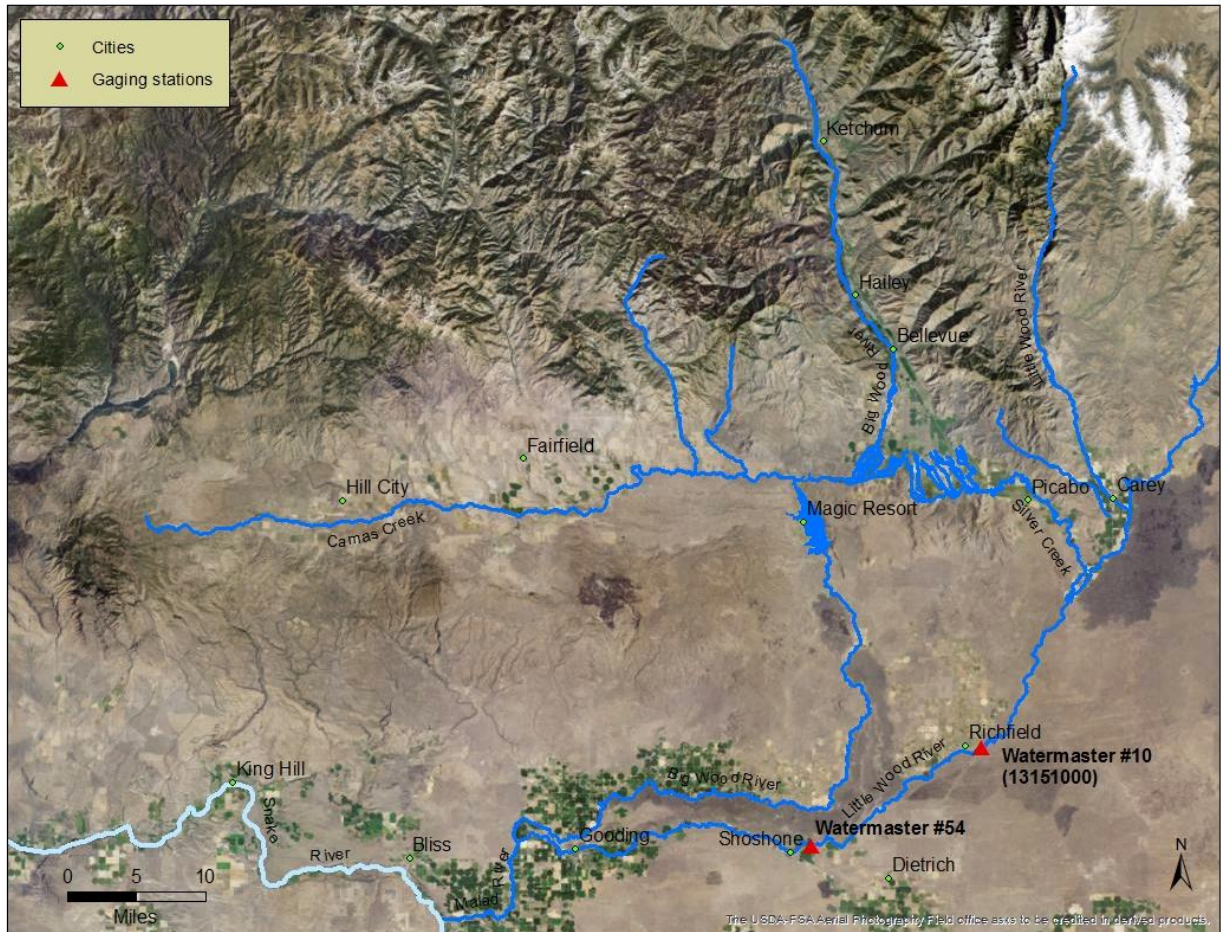 Cities
Gaging stations
Ketchum
Hailey
Bellevue
Big Wood
River
Little Wood River
Fairfield
Hill City
Camas Creek
Magic Resort
Picabo
Carey
Silver Creek
Richfield
Watermaster #10
(13151000)
King Hill
Snake
River
Bliss
Big Wood River
Little Wood River
Gooding
Shoshone
Watermaster #54
Dietrich
Malad River
N
0 5 10
Miles
The USDA-FSA Aerial Photography Field office asks to be credited in derived products.